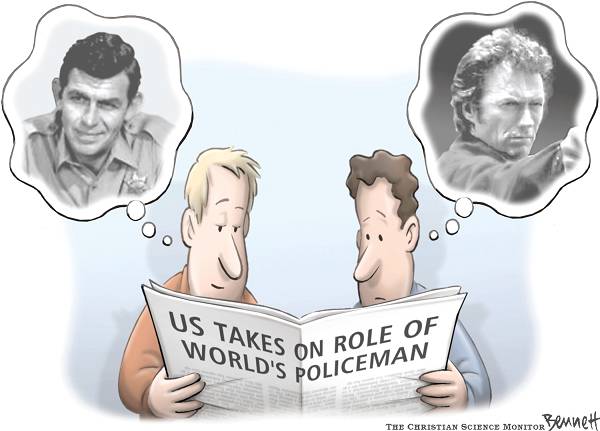 US TAKES ON ROLE OF
WORLD'S POLICEMAN
THE CHRISTIAN SCIENCE MONITOR
Bennett